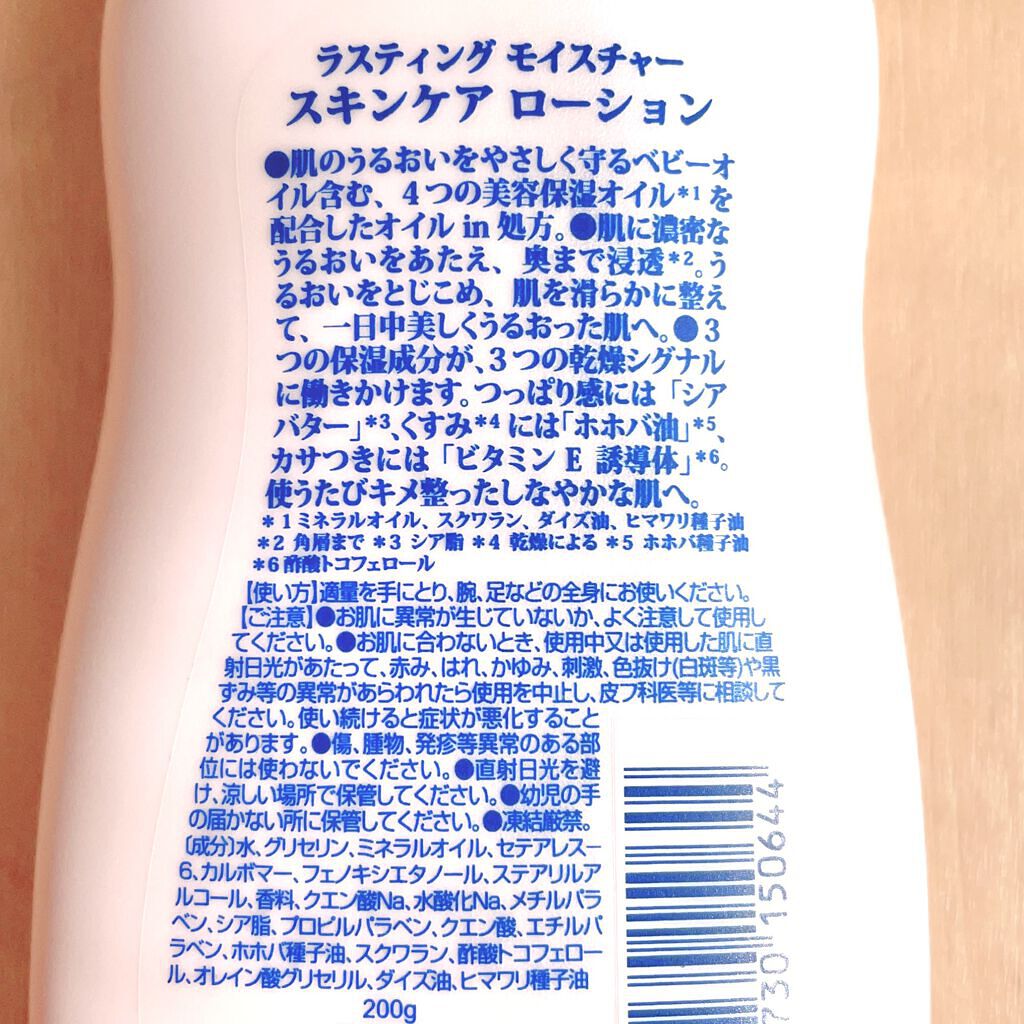 ラスティング モイスチャー
スキンケア ローション
●肌のうるおいをやさしく守るベビーオ
イル含む、４つの美容保湿オイル*1 を
配合したオイル in 処方。●肌に濃密な
うるおいをあたえ、奥まで浸透*2。う
るおいをとじこめ、肌を滑らかに整え
て、一日中美しくうるおった肌へ。●３
つの保湿成分が、３つの乾燥シグナル
に働きかけます。つっぱり感には「シア
バター」*3、くすみ*4 には「ホホバ油」*5、
カサつきには「ビタミン E 誘導体」*6。
使うたびキメ整ったしなやかな肌へ。
*1 ミネラルオイル、スクワラン、ダイズ油、ヒマワリ種子油
*2 角層まで *3 シア脂 *4 乾燥による *5 ホホバ種子油
*6 酢酸トコフェロール
【使い方】適量を手にとり、腕、足などの全身にお使いください。
【ご注意】●お肌に異常が生じていないか、よく注意して使用し
てください。●お肌に合わないとき、使用中又は使用した肌に直
射日光があたって、赤み、はれ、かゆみ、刺激、色抜け(白斑等)や黒
ずみ等の異常があらわれたら使用を中止し、皮フ科医等に相談して
ください。使い続けると症状が悪化すること
があります。●傷、腫物、発疹等異常のある部
位には使わないでください。●直射日光を避
け、涼しい場所で保管してください。●幼児の手
の届かない所に保管してください。●凍結厳禁。
〔成分〕水、グリセリン、ミネラルオイル、セテアレス-
6、カルボマー、フェノキシエタノール、ステアリルア
ルコール、香料、クエン酸Na、水酸化Na、メチルパラ
ベン、シア脂、プロピルパラベン、クエン酸、エチルパ
ラベン、ホホバ種子油、スクワラン、酢酸トコフェロー
ル、オレイン酸グリセリル、ダイズ油、ヒマワリ種子油
200g
730 150644